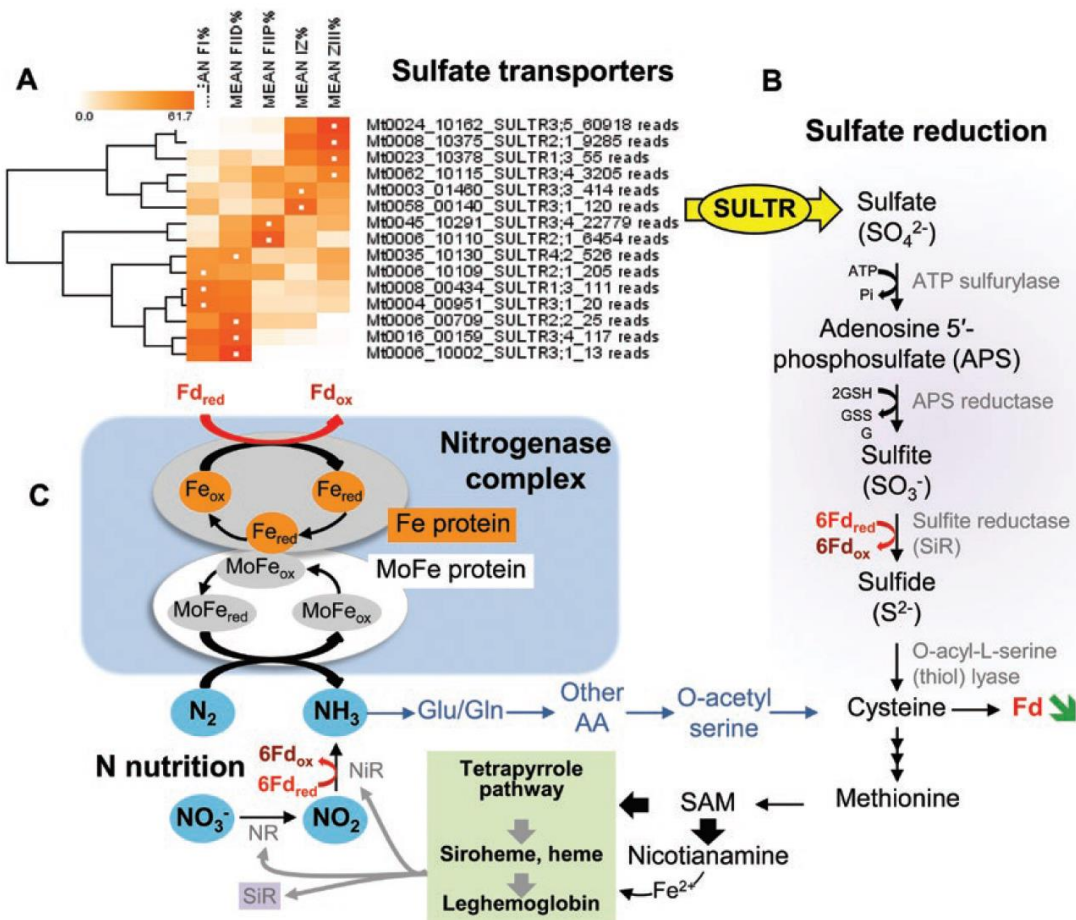 A
MEAN FI%
MEAN FIID%
MEAN FIIP%
MEAN IZ%
MEAN ZIII%
0.0
61.7
Sulfate transporters
Mt0024_10162_SULTR3;5_60918 reads
Mt0008_10375_SULTR2;1_9285 reads
Mt0023_10378_SULTR1;3_55 reads
Mt0062_10115_SULTR3;4_3205 reads
Mt0003_01460_SULTR3;3_414 reads
Mt0058_00140_SULTR3;1_120 reads
Mt0045_10291_SULTR3;4_22779 reads
Mt0006_10110_SULTR2;1_6454 reads
Mt0035_10130_SULTR4;2_526 reads
Mt0006_10109_SULTR2;1_205 reads
Mt0008_00434_SULTR1;3_111 reads
Mt0004_00951_SULTR3;1_20 reads
Mt0006_00709_SULTR2;2_25 reads
Mt0016_00159_SULTR3;4_117 reads
Mt0006_10002_SULTR3;1_13 reads
B
Sulfate reduction
SULTR
Sulfate
(SO₄²⁻)
ATP
Pi
ATP sulfurylase
Adenosine 5′-
phosphosulfate (APS)
2GSH
GSS
G
APS reductase
Sulfite
(SO₃⁻)
6Fdred
6Fdox
Sulfite reductase
(SiR)
Sulfide
(S²⁻)
O-acyl-L-serine
(thiol) lyase
Cysteine
Fd
Methionine
SAM
Nicotianamine
Fe²⁺
C
Fdred
Fdox
Nitrogenase
complex
Feox
Fered
Fered
Fe protein
MoFeox
MoFe protein
MoFered
MoFeox
N₂
NH₃
Glu/Gln
Other
AA
O-acetyl
serine
N nutrition
6Fdox
6Fdred
NiR
NO₃⁻
NO₂
NR
SiR
Tetrapyrrole
pathway
Siroheme, heme
Leghemoglobin